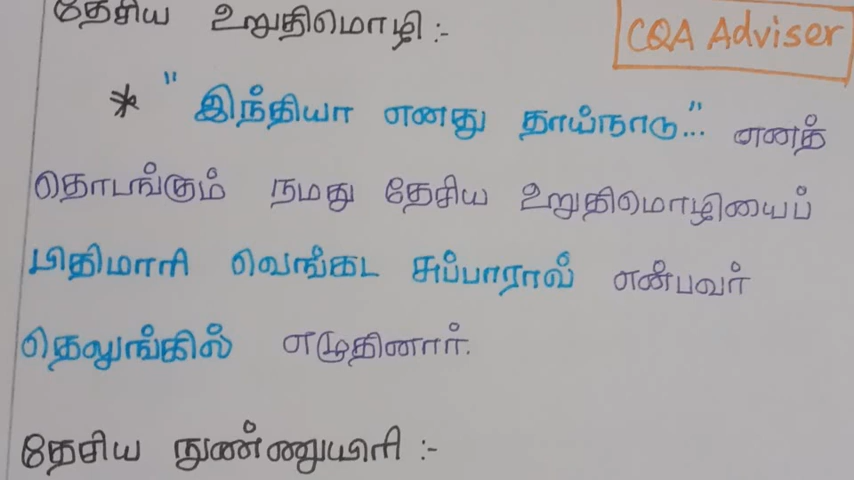 தேசிய உறுதிமொழி :-
CQA Adviser
* " இந்தியா எனது தாய்நாடு"... எனத்
தொடங்கும் நமது தேசிய உறுதிமொழியைப்
பிதிமாரி வெங்கட சுப்பாராவ் என்பவர்
தெலுங்கில் எழுதினார்.
தேசிய நுண்ணுயிரி :-